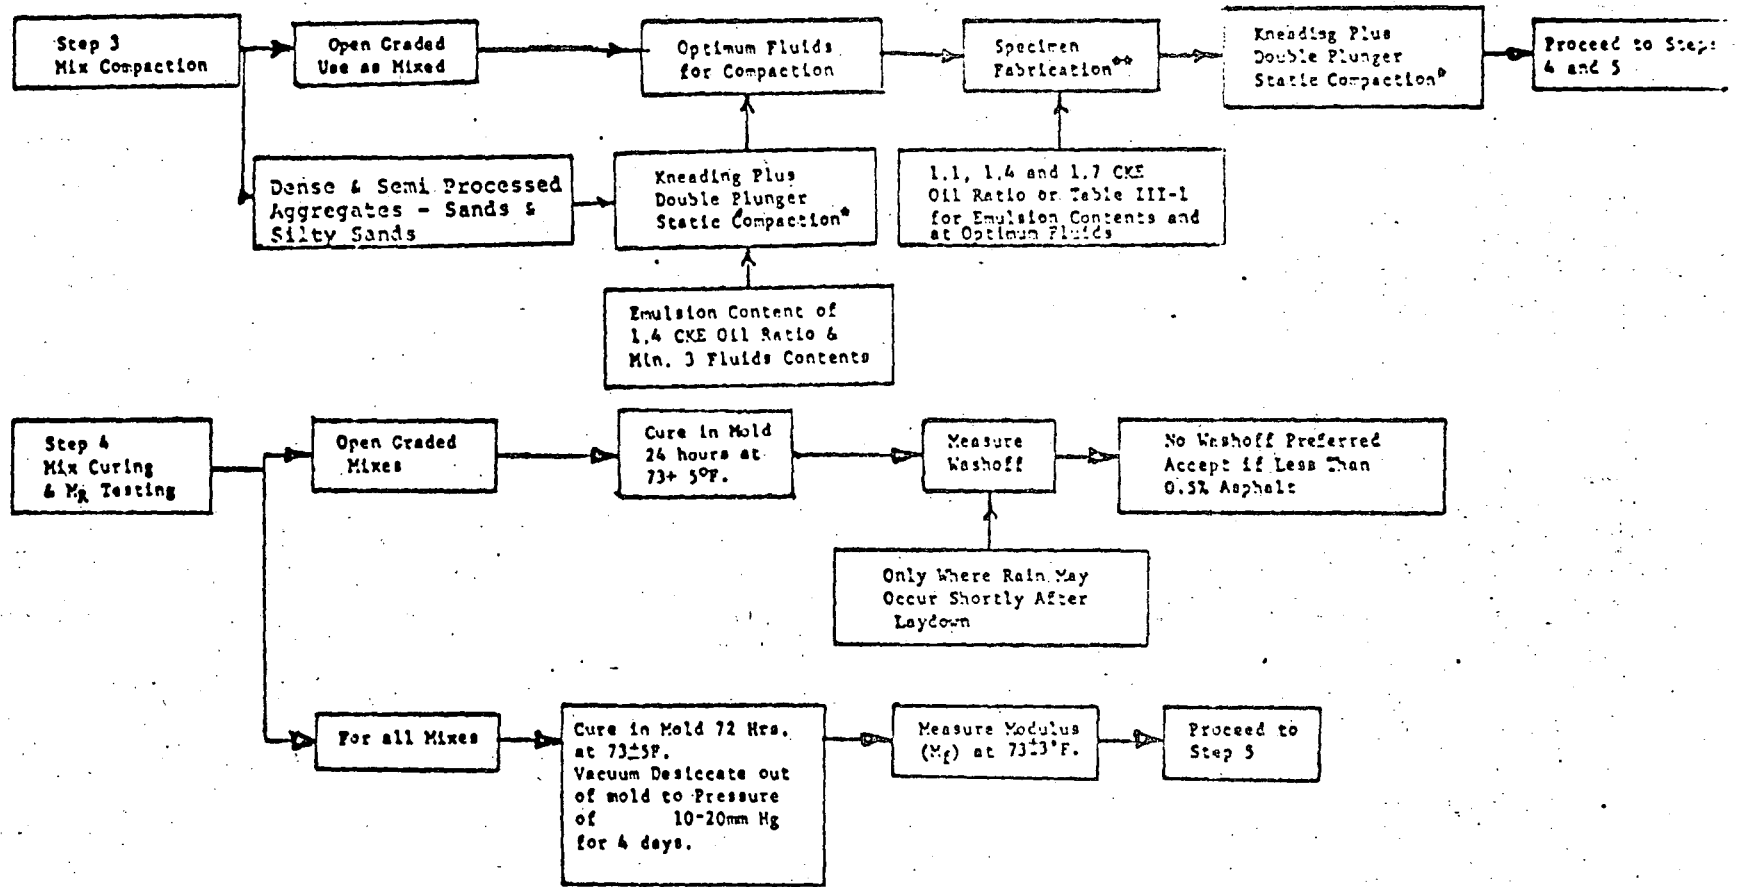 Step 3
Mix Compaction
Open Graded
Use as Mixed
Optimum Fluids
for Compaction
Specimen
Fabrication**
Kneading Plus
Double Plunger
Static Compaction*
Proceed to Steps
4 and 5
Dense & Semi Processed
Aggregates - Sands &
Silty Sands
Kneading Plus
Double Plunger
Static Compaction*
1.1, 1.4 and 1.7 CKE
Oil Ratio or Table III-1
for Emulsion Contents and
at Optimum Fluids
Emulsion Content of
1.4 CKE Oil Ratio &
Min. 3 Fluids Contents
Step 4
Mix Curing
& MR Testing
Open Graded
Mixes
Cure in Mold
24 hours at
73+ 5°F.
Measure
Washoff
No Washoff Preferred
Accept if Less Than
0.5% Asphalt
Only Where Rain May
Occur Shortly After
Laydown
For all Mixes
Cure in Mold 72 Hrs.
at 73±5F.
Vacuum Desiccate out
of mold to Pressure
of 10-20mm Hg
for 4 days.
Measure Modulus
(Mf) at 73±3°F.
Proceed to
Step 5